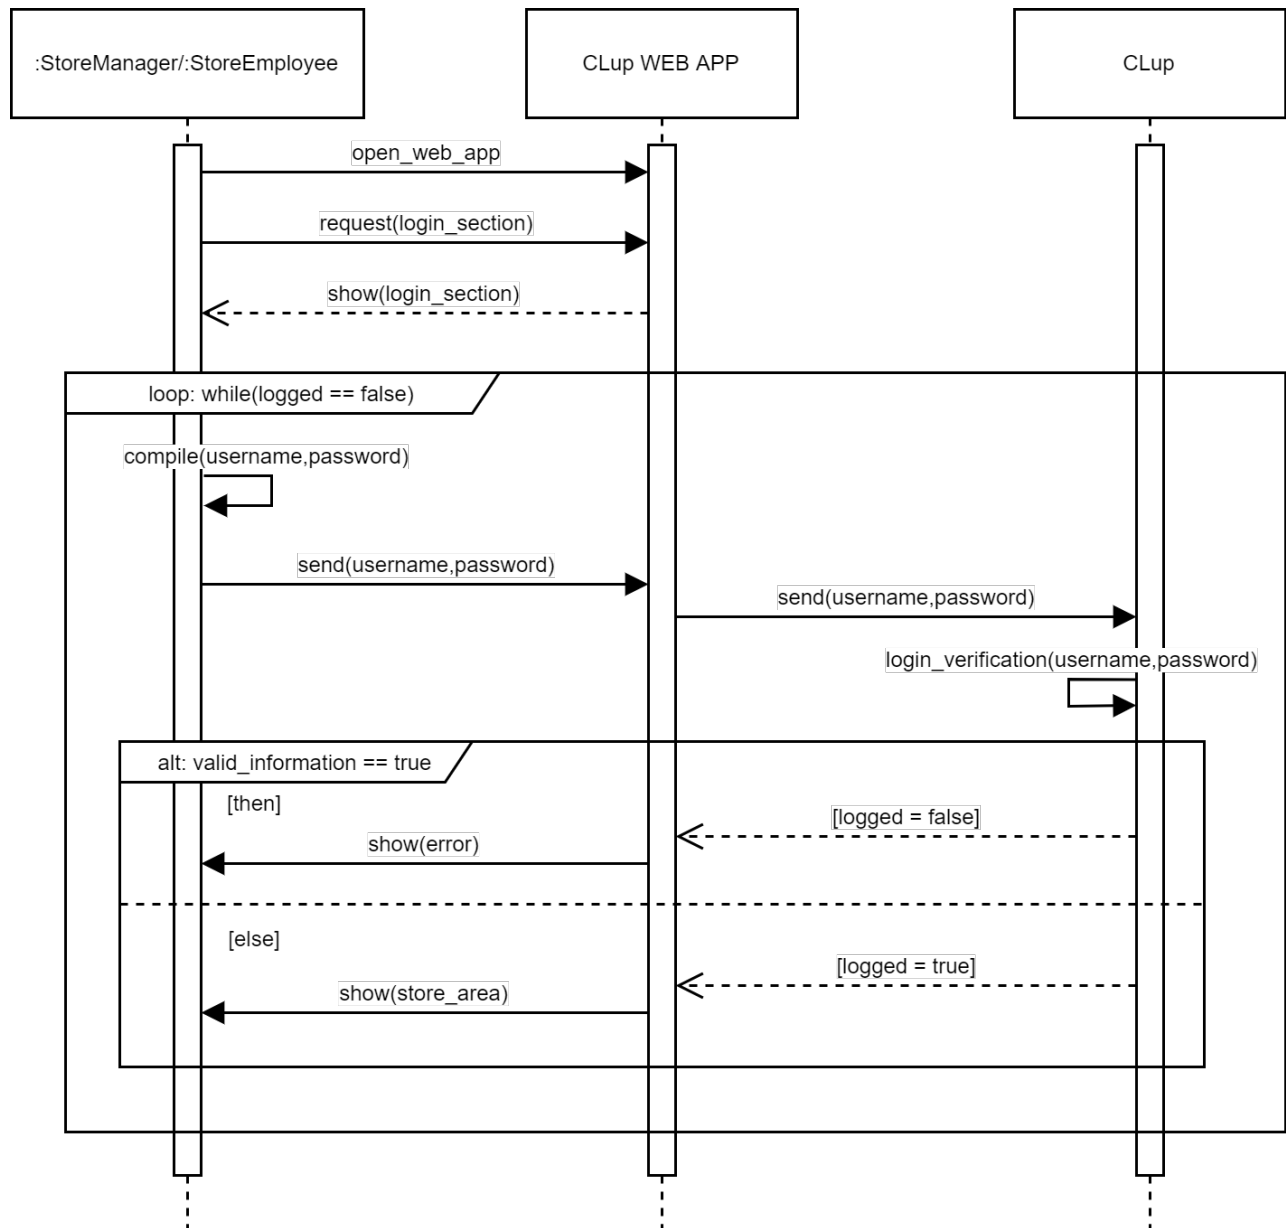 :StoreManager/:StoreEmployee
CLup WEB APP
CLup
open_web_app
request(login_section)
show(login_section)
loop: while(logged == false)
compile(username,password)
send(username,password)
send(username,password)
login_verification(username,password)
alt: valid_information == true
[then]
[logged = false]
show(error)
[else]
[logged = true]
show(store_area)